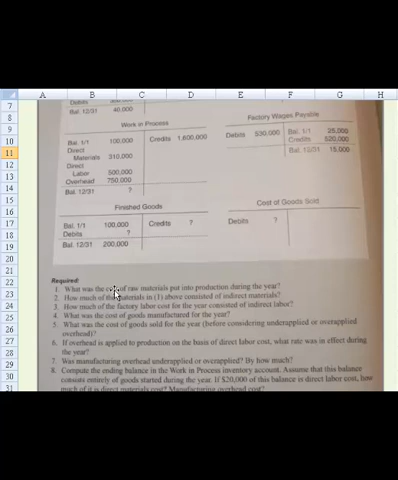 A B C D E F G H
7 Debits
8 Bal. 12/31 40,000
9 Work in Process Factory Wages Payable
10 Bal. 1/1 100,000 Credits 1,600,000 Debits 530,000 Bal. 1/1 25,000
11 Direct Credits 520,000
12 Materials 310,000 Bal. 12/31 15,000
Direct
13 Labor 500,000
Overhead 750,000
14 Bal. 12/31 ?
15 Finished Goods Cost of Goods Sold
16
17 Bal. 1/1 100,000 Credits ? Debits ?
18 Debits ?
19 Bal. 12/31 200,000
20
21
22 Required:
23 1. What was the cost of raw materials put into production during the year?
2. How much of the materials in (1) above consisted of indirect materials?
24 3. How much of the factory labor cost for the year consisted of indirect labor?
25 4. What was the cost of goods manufactured for the year?
5. What was the cost of goods sold for the year (before considering underapplied or overapplied
26 overhead)?
27 6. If overhead is applied to production on the basis of direct labor cost, what rate was in effect during
28 the year?
7. Was manufacturing overhead underapplied or overapplied? By how much?
29 8. Compute the ending balance in the Work in Process inventory account. Assume that this balance
30 consists entirely of goods started during the year. If $20,000 of this balance is direct labor cost, how
31 much of it is direct materials cost? Manufacturing overhead cost?